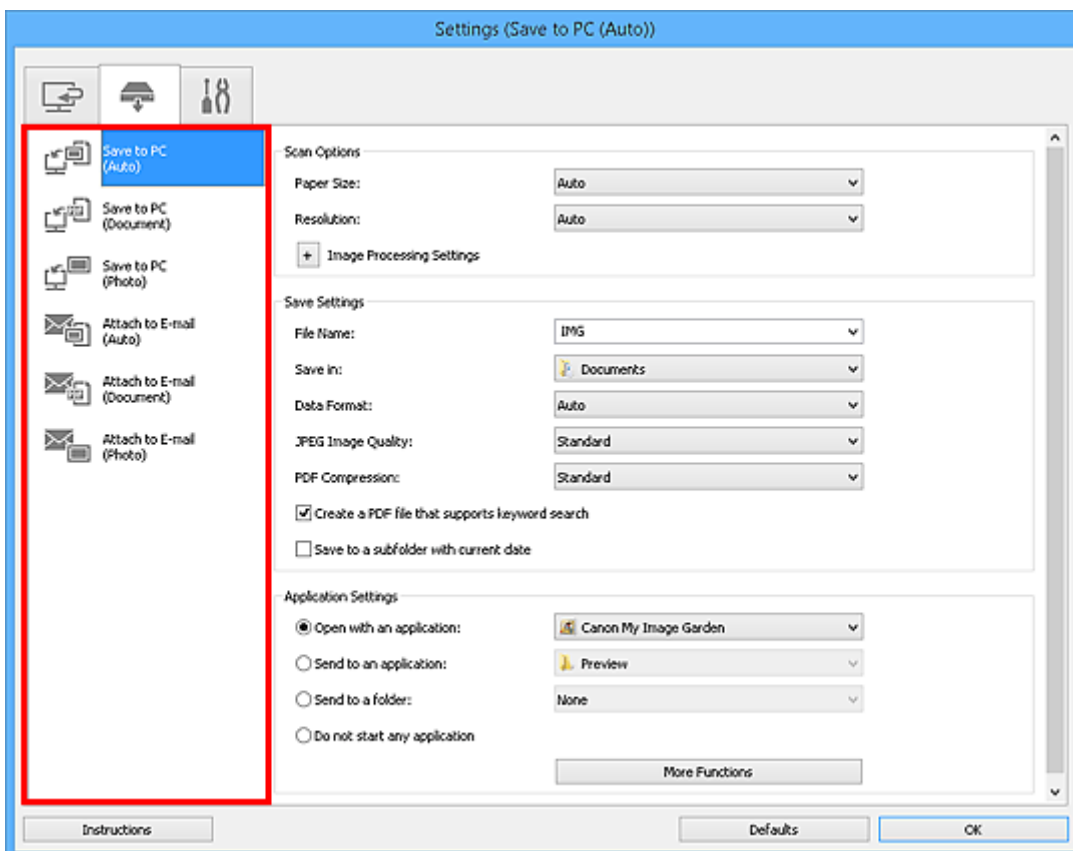 Settings (Save to PC (Auto))
Save to PC
(Auto)
Save to PC
(Document)
Save to PC
(Photo)
Attach to E-mail
(Auto)
Attach to E-mail
(Document)
Attach to E-mail
(Photo)
Scan Options
Paper Size: Auto
Resolution: Auto
+ Image Processing Settings
Save Settings
File Name: IMG
Save in: Documents
Data Format: Auto
JPEG Image Quality: Standard
PDF Compression: Standard
Create a PDF file that supports keyword search
Save to a subfolder with current date
Application Settings
Open with an application: Canon My Image Garden
Send to an application: Preview
Send to a folder: None
Do not start any application
More Functions
Instructions Defaults OK